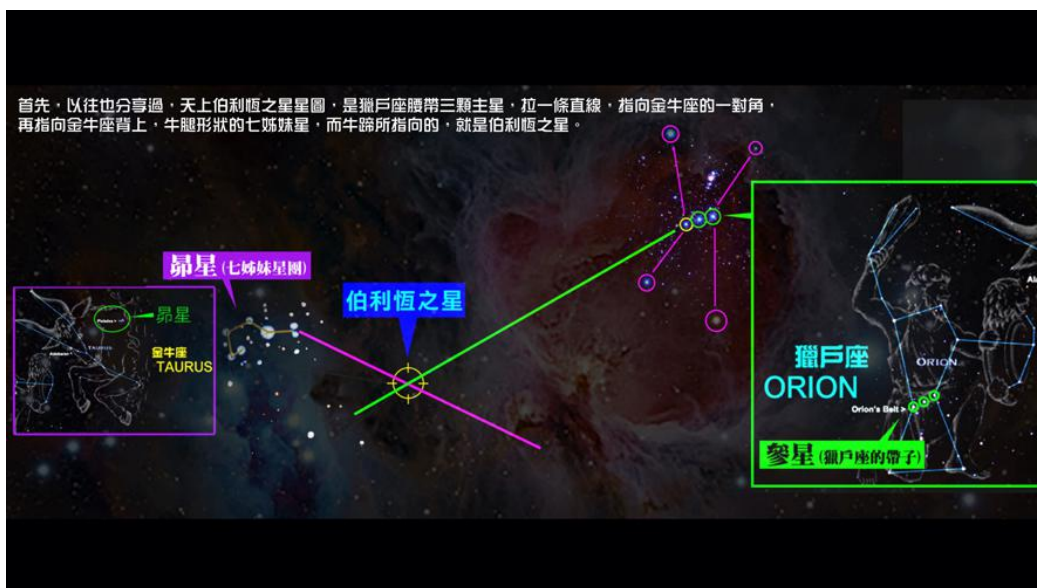 首先，以往也分享過，天上伯利恆之星星圖，是獵戶座腰帶三顆主星，拉一條直線，指向金牛座的一對角，
再指向金牛座背上，牛腿形狀的七姊妹星，而牛蹄所指向的，就是伯利恆之星。
昴星(七姊妹星團)
伯利恆之星
昴星
TAURUS
金牛座
TAURUS
獵戶座
ORION
ORION
Orion's Belt >
參星(獵戶座的帶子)